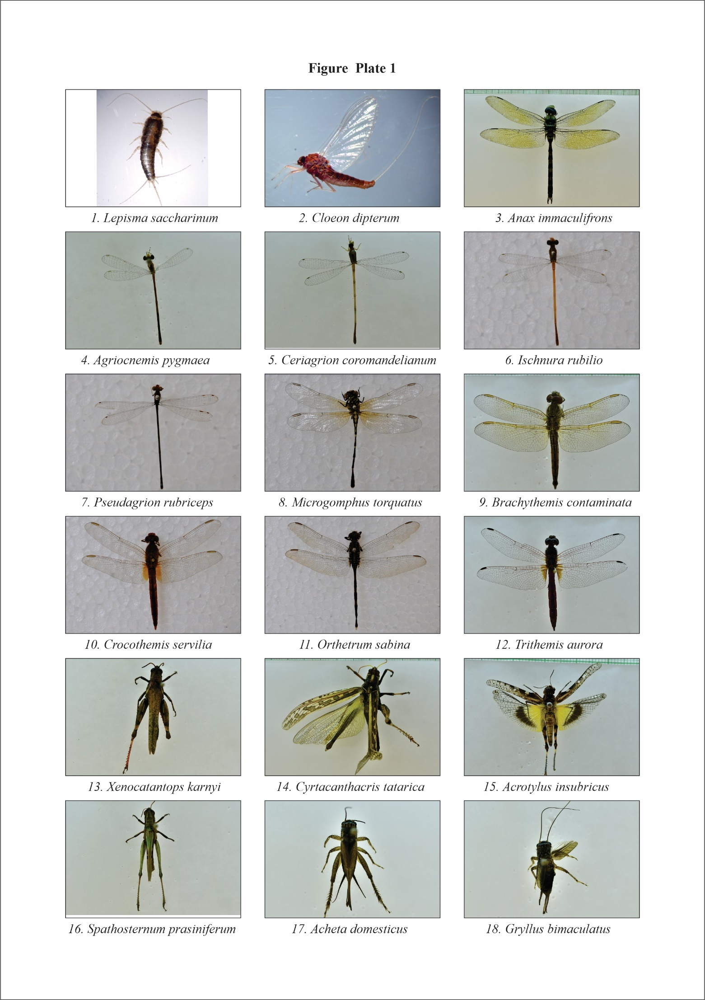 Figure Plate 1
1. Lepisma saccharinum
2. Cloeon dipterum
3. Anax immaculifrons
4. Agriocnemis pygmaea
5. Ceriagrion coromandelianum
6. Ischnura rubilio
7. Pseudagrion rubriceps
8. Microgomphus torquatus
9. Brachythemis contaminata
10. Crocothemis servilia
11. Orthetrum sabina
12. Trithemis aurora
13. Xenocatantops karnyi
14. Cyrtacanthacris tatarica
15. Acrotylus insubricus
16. Spathosternum prasiniferum
17. Acheta domesticus
18. Gryllus bimaculatus